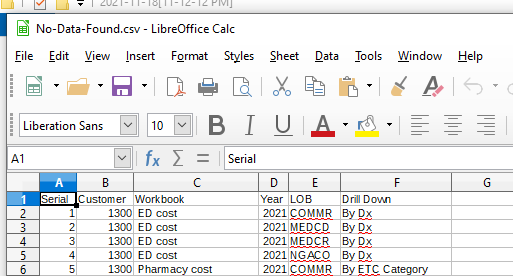 2021-11-18[11-12-12 PM]
No-Data-Found.csv - LibreOffice Calc
File Edit View Insert Format Styles Sheet Data Tools Window Help
Liberation Sans 10 B I U A
A1 fx Σ = Serial
A B C D E F G
1 Serial Customer Workbook Year LOB Drill Down
2 1 1300 ED cost 2021 COMMR By Dx
3 2 1300 ED cost 2021 MEDCD By Dx
4 3 1300 ED cost 2021 MEDCR By Dx
5 4 1300 ED cost 2021 NGACO By Dx
6 5 1300 Pharmacy cost 2021 COMMR By ETC Category